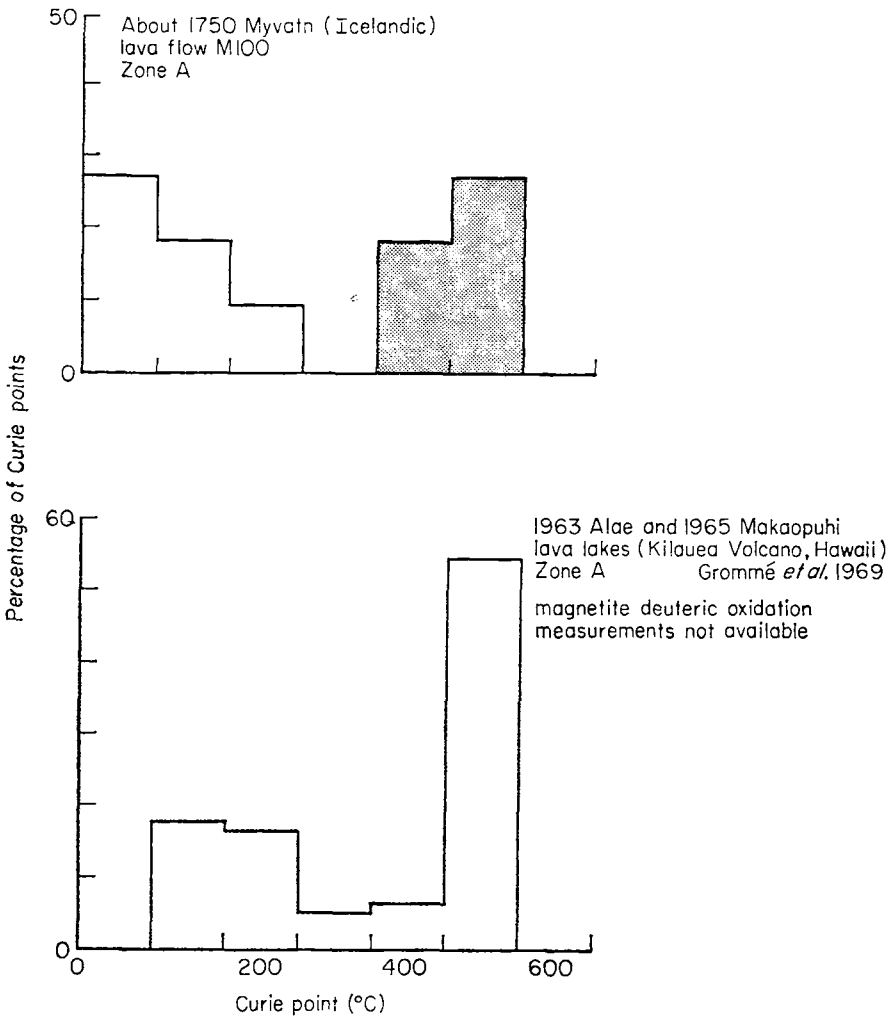 50
About 1750 Myvatn (Icelandic)
lava flow M100
Zone A
0
Percentage of Curie points
60
1963 Alae and 1965 Makaopuhi
lava lakes (Kilauea Volcano, Hawaii)
Zone A Grommé et al. 1969
magnetite deuteric oxidation
measurements not available
0
0 200 400 600
Curie point (°C)